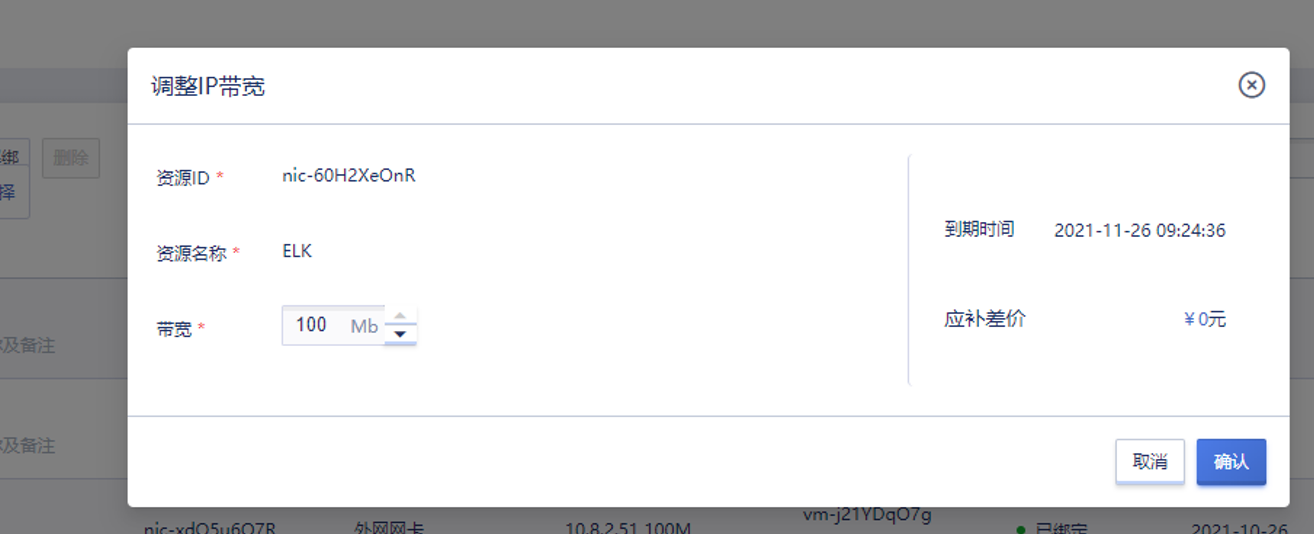 调整IP带宽
绑
删除
择
资源ID * nic-60H2XeOnR
到期时间 2021-11-26 09:24:36
资源名称 * ELK
应补差价 ¥0元
带宽 * 100 Mb
及备注
及备注
取消 确认
vm-j21YDqO7g
nic-xdO5u6O7R 外网网卡 10.8.2.51 100M 已绑定 2021-10-26